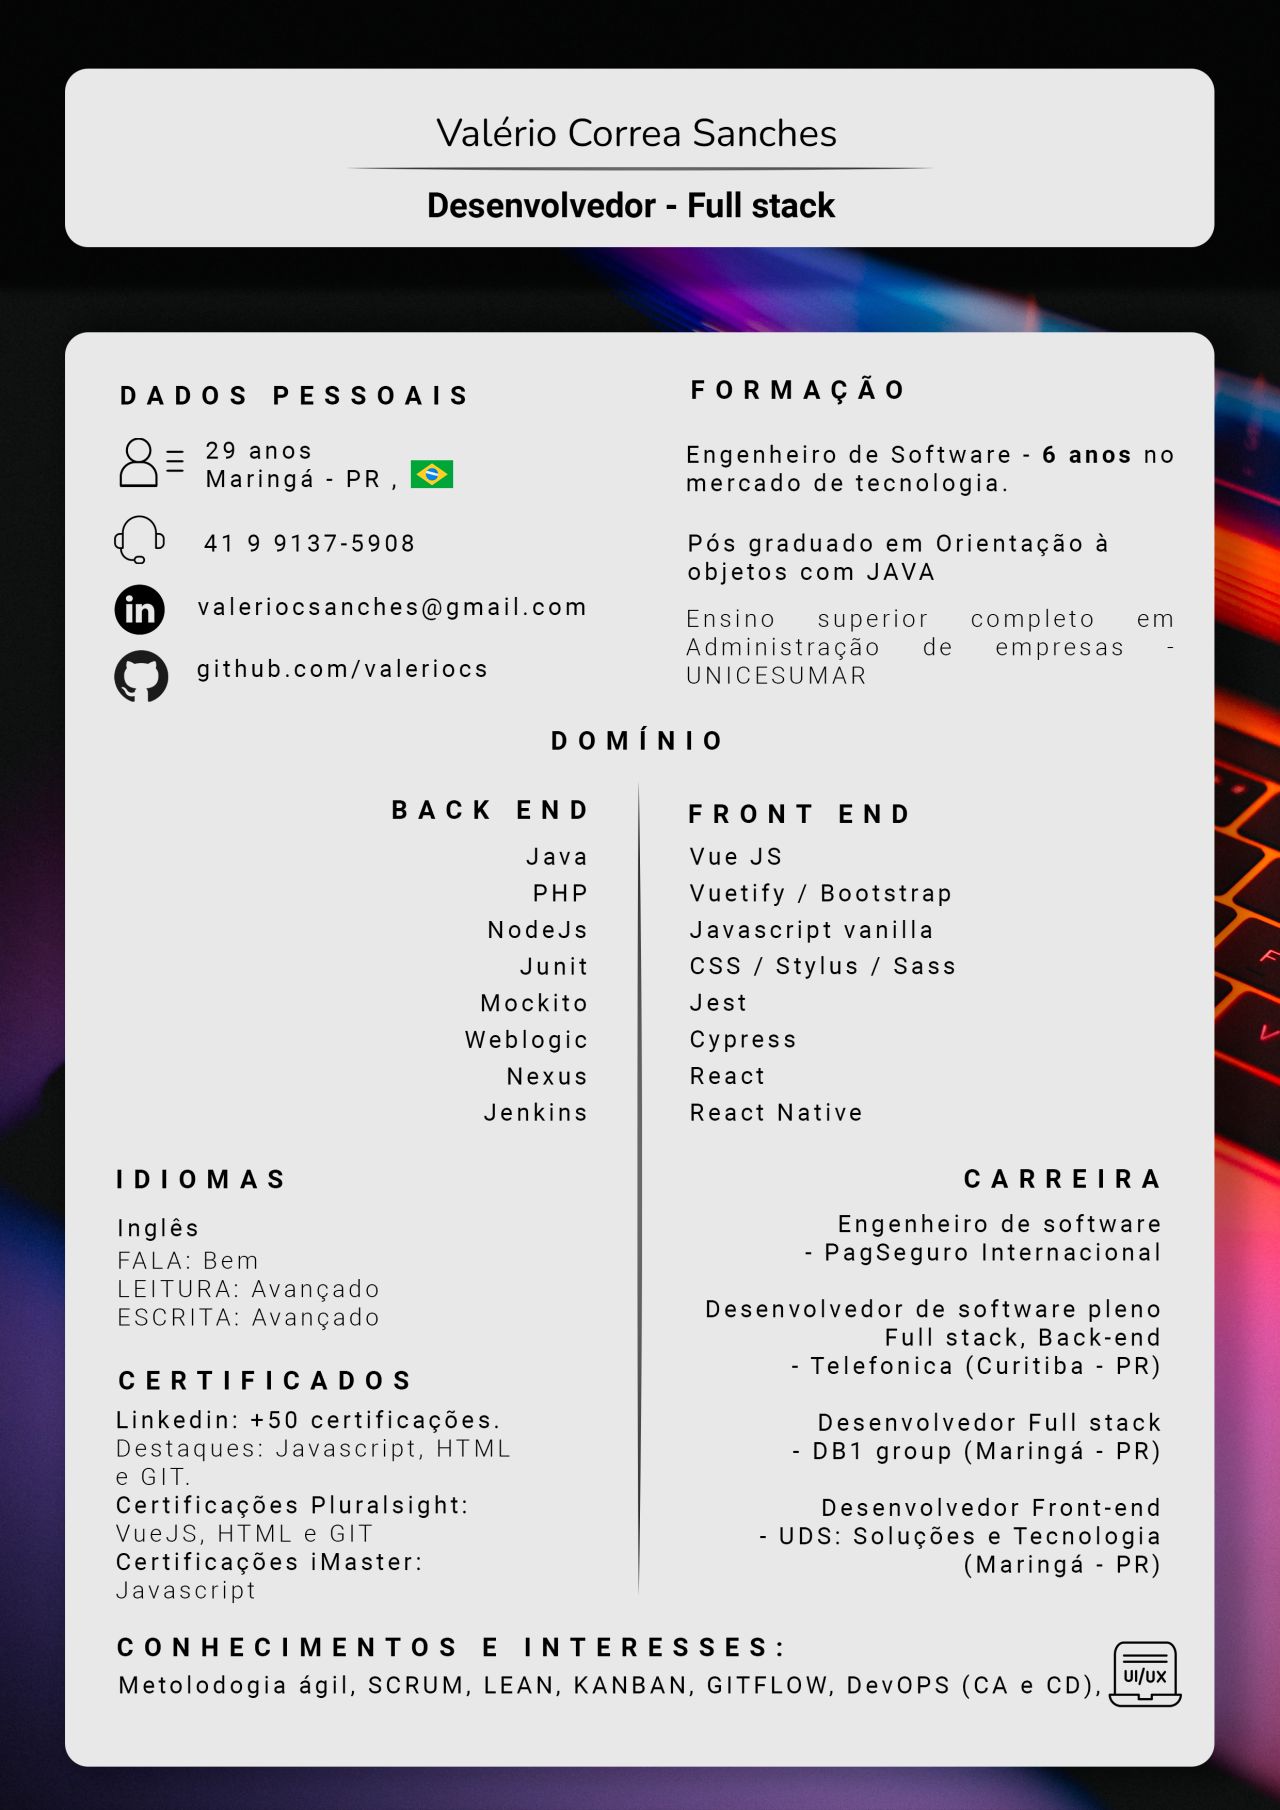 Valério Correa Sanches
Desenvolvedor - Full stack
DADOS PESSOAIS
29 anos
Maringá - PR ,
41 9 9137-5908
valeriocsanches@gmail.com
github.com/valeriocs
FORMAÇÃO
Engenheiro de Software - 6 anos no
mercado de tecnologia.
Pós graduado em Orientação à
objetos com JAVA
Ensino superior completo em
Administração de empresas -
UNICESUMAR
DOMÍNIO
BACK END
Java
PHP
NodeJs
Junit
Mockito
Weblogic
Nexus
Jenkins
FRONT END
Vue JS
Vuetify / Bootstrap
Javascript vanilla
CSS / Stylus / Sass
Jest
Cypress
React
React Native
IDIOMAS
Inglês
FALA: Bem
LEITURA: Avançado
ESCRITA: Avançado
CERTIFICADOS
Linkedin: +50 certificações.
Destaques: Javascript, HTML
e GIT.
Certificações Pluralsight:
VueJS, HTML e GIT
Certificações iMaster:
Javascript
CARREIRA
Engenheiro de software
- PagSeguro Internacional
Desenvolvedor de software pleno
Full stack, Back-end
- Telefonica (Curitiba - PR)
Desenvolvedor Full stack
- DB1 group (Maringá - PR)
Desenvolvedor Front-end
- UDS: Soluções e Tecnologia
(Maringá - PR)
CONHECIMENTOS E INTERESSES:
Metolodogia ágil, SCRUM, LEAN, KANBAN, GITFLOW, DevOPS (CA e CD),
UI/UX